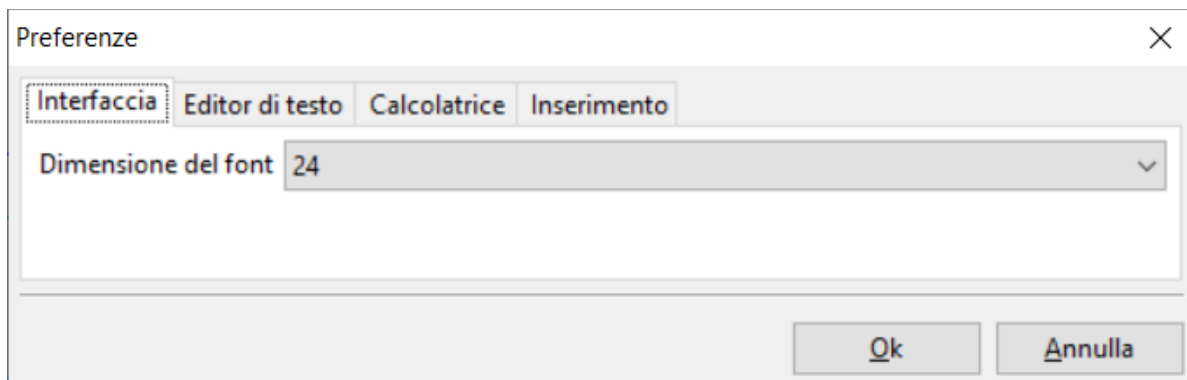 Preferenze
Interfaccia Editor di testo Calcolatrice Inserimento
Dimensione del font 24
Ok Annulla